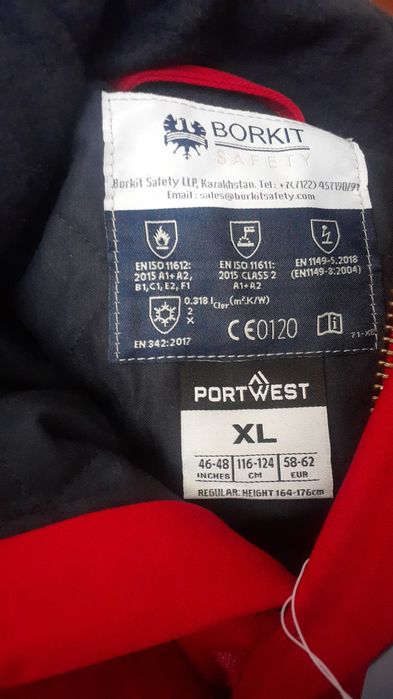 BORKIT
SAFETY
Borkit Safety LLP, Kazakhstan. Tel: +7(7122) 457190/91
Email: sales@borkitsafety.com
EN ISO 11612:
2015 A1+A2,
B1,C1, E2, F1
EN ISO 11611:
2015 CLASS 2
A1+A2
EN 1149-5:2018
(EN1149-3:2004)
0.318 Icler (m².K/W)
2
X
EN 342:2017
CE0120
i
PORTWEST
XL
46-48 116-124 58-62
INCHES CM EUR
REGULAR: HEIGHT 164-176cm